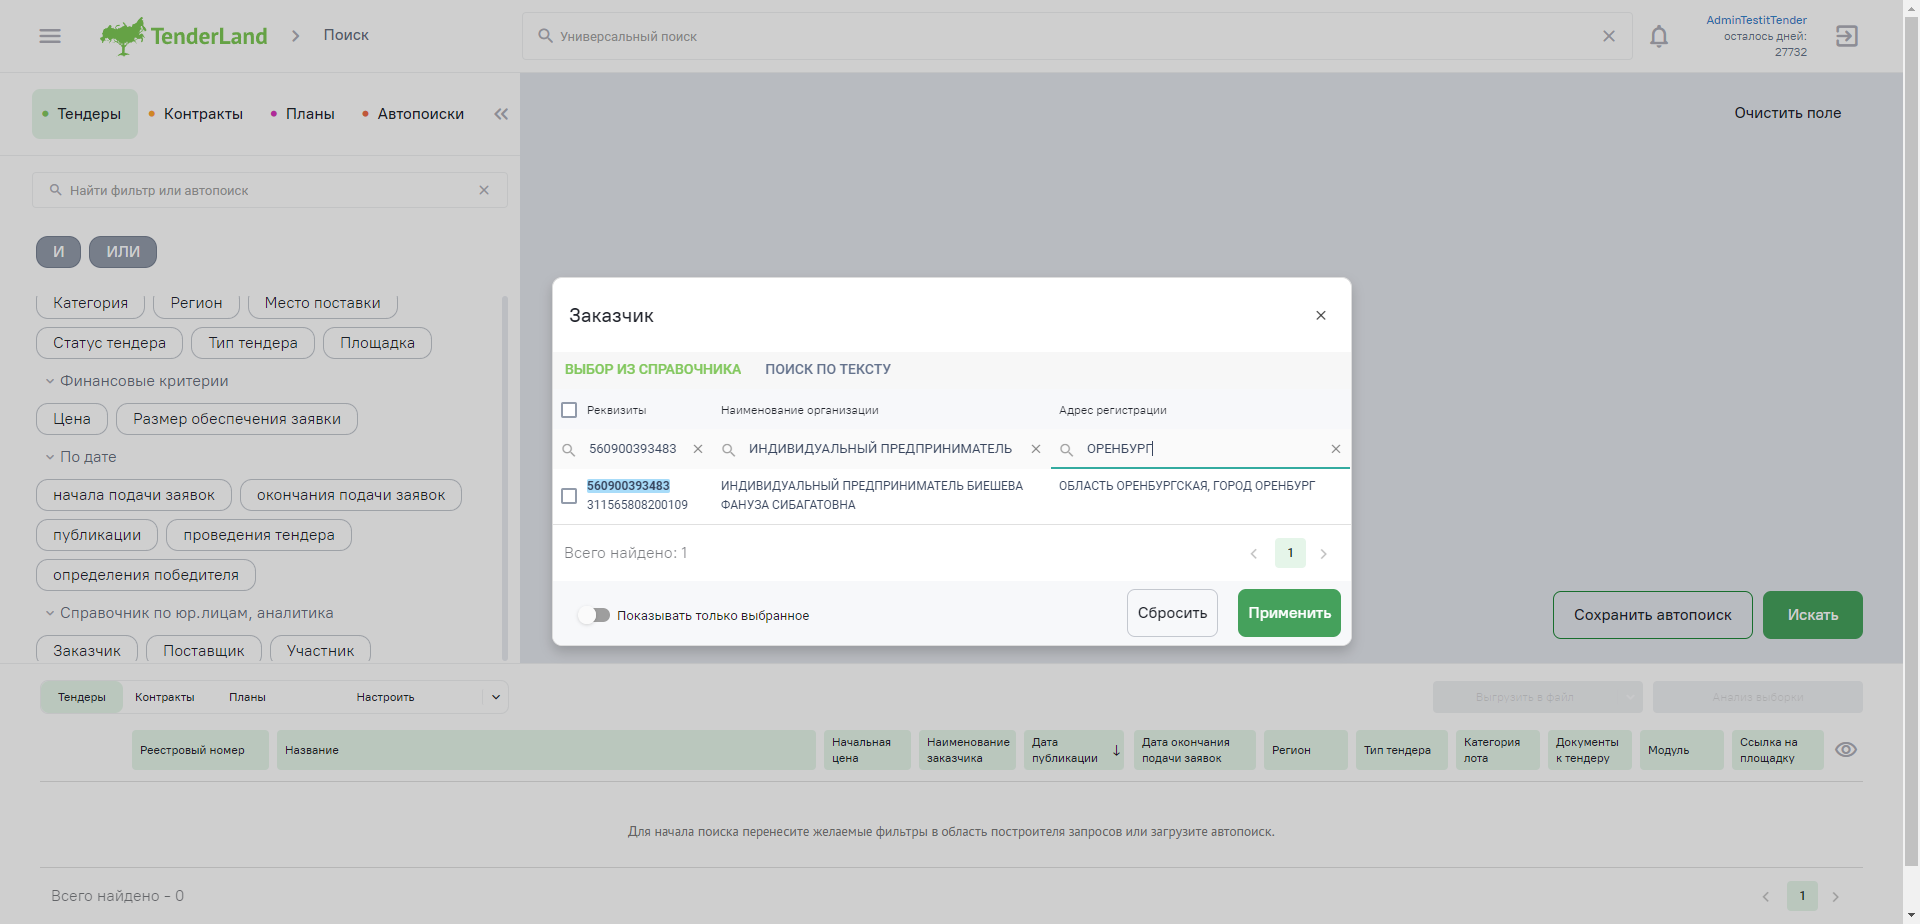 TenderLand
Поиск
Универсальный поиск
AdminTestitTender
осталось дней:
27732
Тендеры
Контракты
Планы
Автопоиски
Очистить поле
Найти фильтр или автопоиск
И
ИЛИ
Категория
Регион
Место поставки
Статус тендера
Тип тендера
Площадка
Финансовые критерии
Цена
Размер обеспечения заявки
По дате
начала подачи заявок
окончания подачи заявок
публикации
проведения тендера
определения победителя
Справочник по юр.лицам, аналитика
Заказчик
Поставщик
Участник
Заказчик
ВЫБОР ИЗ СПРАВОЧНИКА
ПОИСК ПО ТЕКСТУ
Реквизиты
Наименование организации
Адрес регистрации
560900393483
ИНДИВИДУАЛЬНЫЙ ПРЕДПРИНИМАТЕЛЬ
ОРЕНБУРГ
560900393483
311565808200109
ИНДИВИДУАЛЬНЫЙ ПРЕДПРИНИМАТЕЛЬ БИЕШЕВА
ФАНУЗА СИБАГАТОВНА
ОБЛАСТЬ ОРЕНБУРГСКАЯ, ГОРОД ОРЕНБУРГ
Всего найдено: 1
1
Показывать только выбранное
Сбросить
Применить
Сохранить автопоиск
Искать
Тендеры
Контракты
Планы
Настроить
Выгрузить в файл
Анализ выборки
Реестровый номер
Название
Начальная
цена
Наименование
заказчика
Дата
публикации
Дата окончания
подачи заявок
Регион
Тип тендера
Категория
лота
Документы
к тендеру
Модуль
Ссылка на
площадку
Для начала поиска перенесите желаемые фильтры в область построителя запросов или загрузите автопоиск.
Всего найдено - 0
1